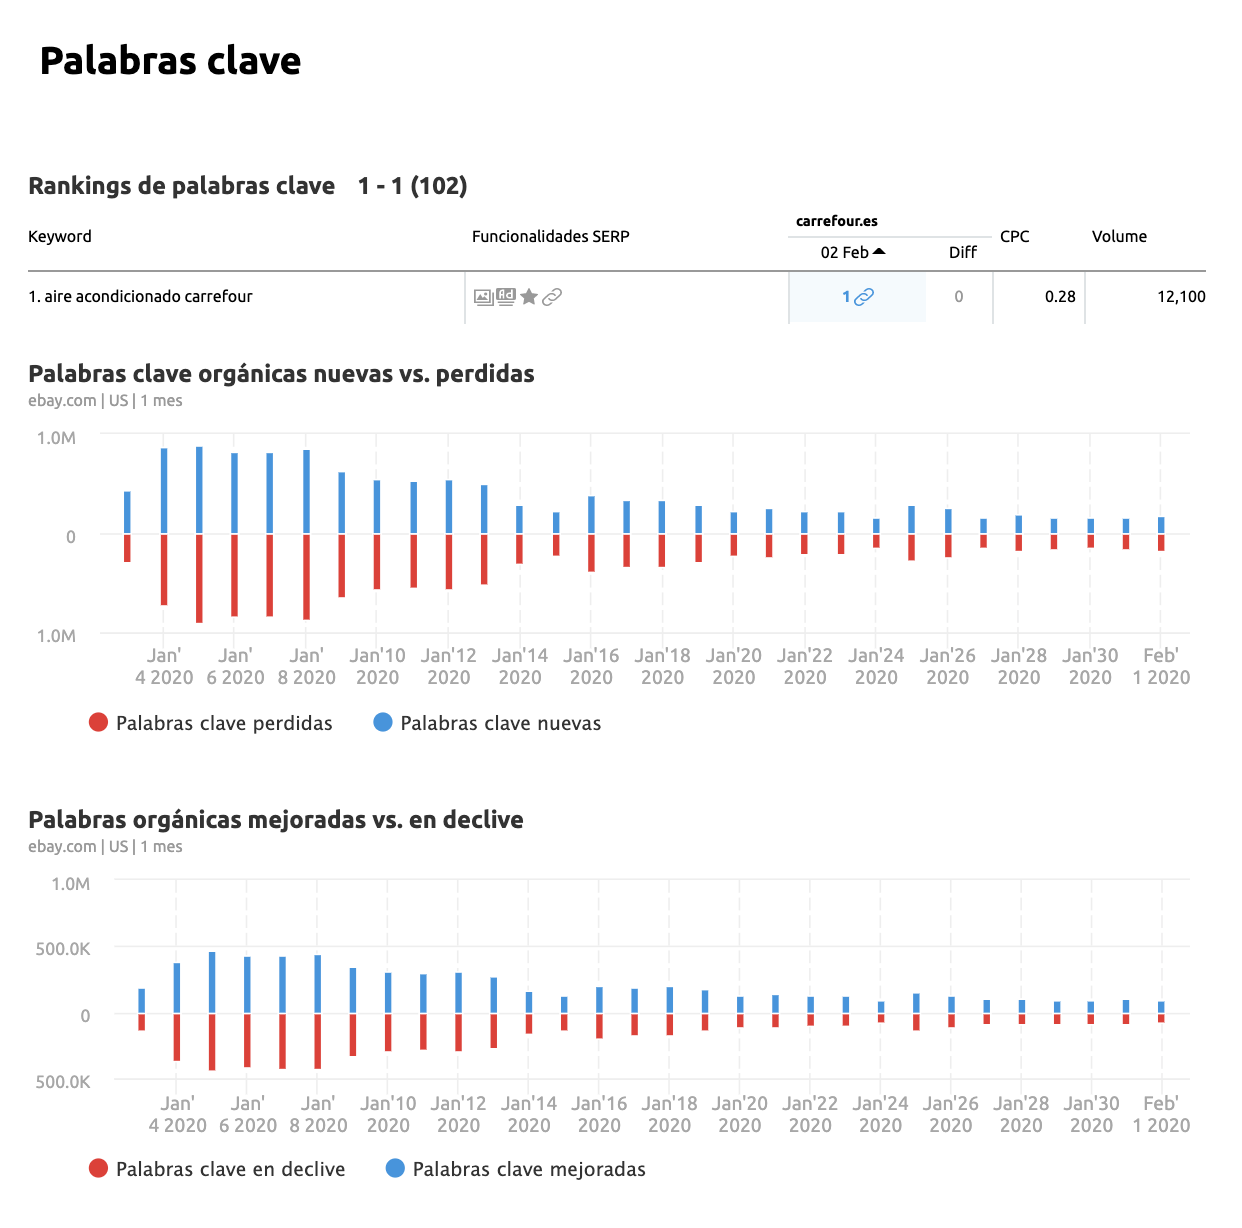 Palabras clave
Rankings de palabras clave 1 - 1 (102)
carrefour.es
Keyword Funcionalidades SERP CPC Volume
02 Feb Diff
1. aire acondicionado carrefour Ad 1 0 0.28 12,100
Palabras clave orgánicas nuevas vs. perdidas
ebay.com | US | 1 mes
1.0M
0
1.0M
Jan' Jan' Jan' Jan'10 Jan'12 Jan'14 Jan'16 Jan'18 Jan'20 Jan'22 Jan'24 Jan'26 Jan'28 Jan'30 Feb'
4 2020 6 2020 8 2020 2020 2020 2020 2020 2020 2020 2020 2020 2020 2020 2020 1 2020
Palabras clave perdidas Palabras clave nuevas
Palabras orgánicas mejoradas vs. en declive
ebay.com | US | 1 mes
1.0M
500.0K
0
500.0K
Jan' Jan' Jan' Jan'10 Jan'12 Jan'14 Jan'16 Jan'18 Jan'20 Jan'22 Jan'24 Jan'26 Jan'28 Jan'30 Feb'
4 2020 6 2020 8 2020 2020 2020 2020 2020 2020 2020 2020 2020 2020 2020 2020 1 2020
Palabras clave en declive Palabras clave mejoradas